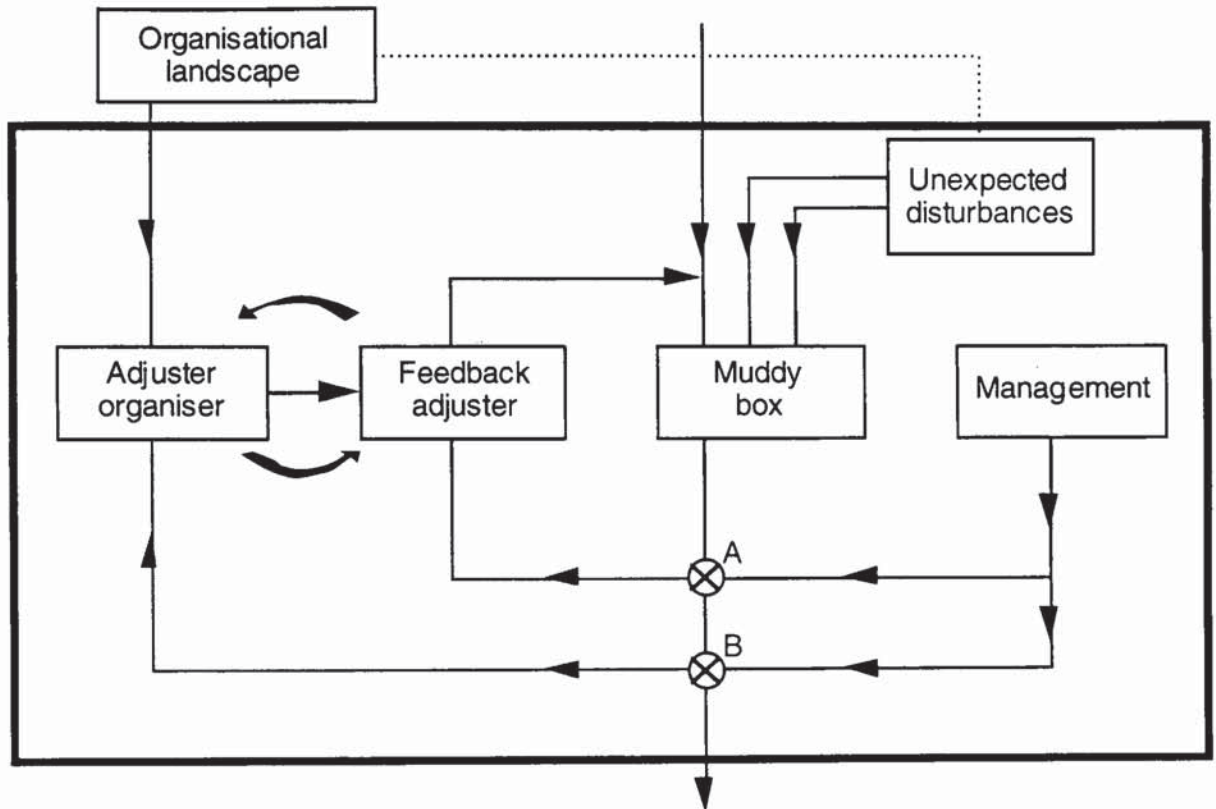 Organisational
landscape
Unexpected
disturbances
Adjuster
organiser
Feedback
adjuster
Muddy
box
Management
A
B